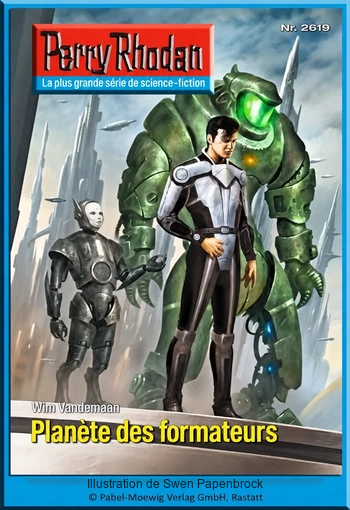 Nr. 2619
Perry Rhodan
La plus grande série de science-fiction
Wim Vandemaan
Planète des formateurs
Illustration de Swen Papenbrock
© Pabel-Moewig Verlag GmbH, Rastatt